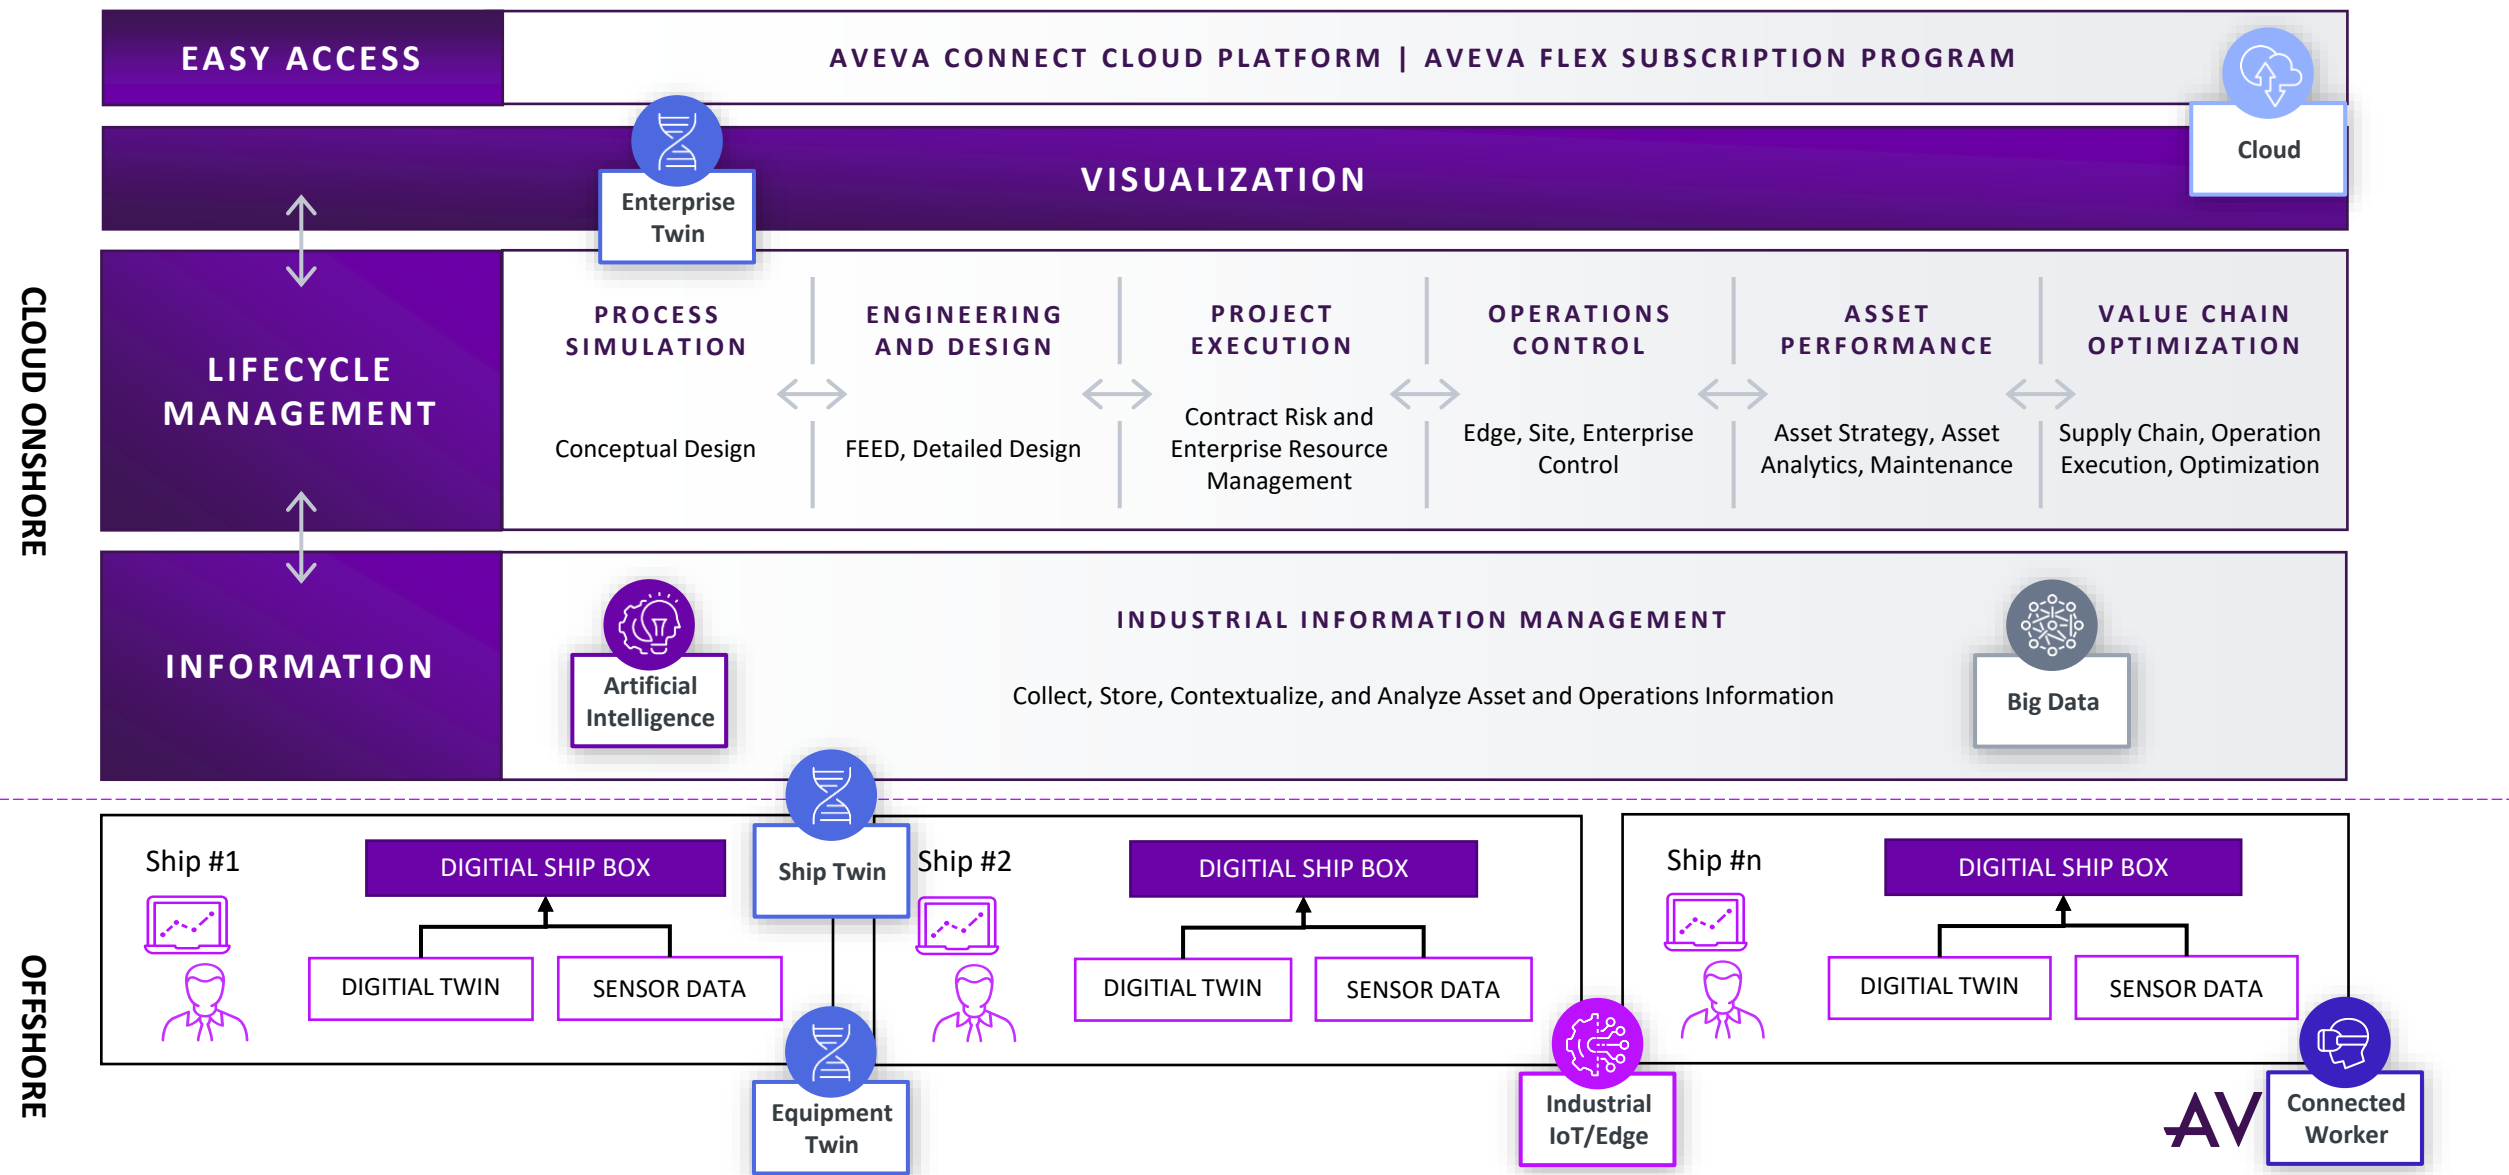 EASY ACCESS
AVEVA CONNECT CLOUD PLATFORM | AVEVA FLEX SUBSCRIPTION PROGRAM
Cloud
VISUALIZATION
Enterprise
Twin
CLOUD ONSHORE
LIFECYCLE
MANAGEMENT
PROCESS
SIMULATION
Conceptual Design
ENGINEERING
AND DESIGN
FEED, Detailed Design
PROJECT
EXECUTION
Contract Risk and
Enterprise Resource
Management
OPERATIONS
CONTROL
Edge, Site, Enterprise
Control
ASSET
PERFORMANCE
Asset Strategy, Asset
Analytics, Maintenance
VALUE CHAIN
OPTIMIZATION
Supply Chain, Operation
Execution, Optimization
INFORMATION
Artificial
Intelligence
INDUSTRIAL INFORMATION MANAGEMENT
Collect, Store, Contextualize, and Analyze Asset and Operations Information
Big Data
OFFSHORE
Ship #1
DIGITIAL SHIP BOX
DIGITIAL TWIN
SENSOR DATA
Ship Twin
Ship #2
DIGITIAL SHIP BOX
DIGITIAL TWIN
SENSOR DATA
Ship #n
DIGITIAL SHIP BOX
DIGITIAL TWIN
SENSOR DATA
Equipment
Twin
Industrial
IoT/Edge
AV
Connected
Worker